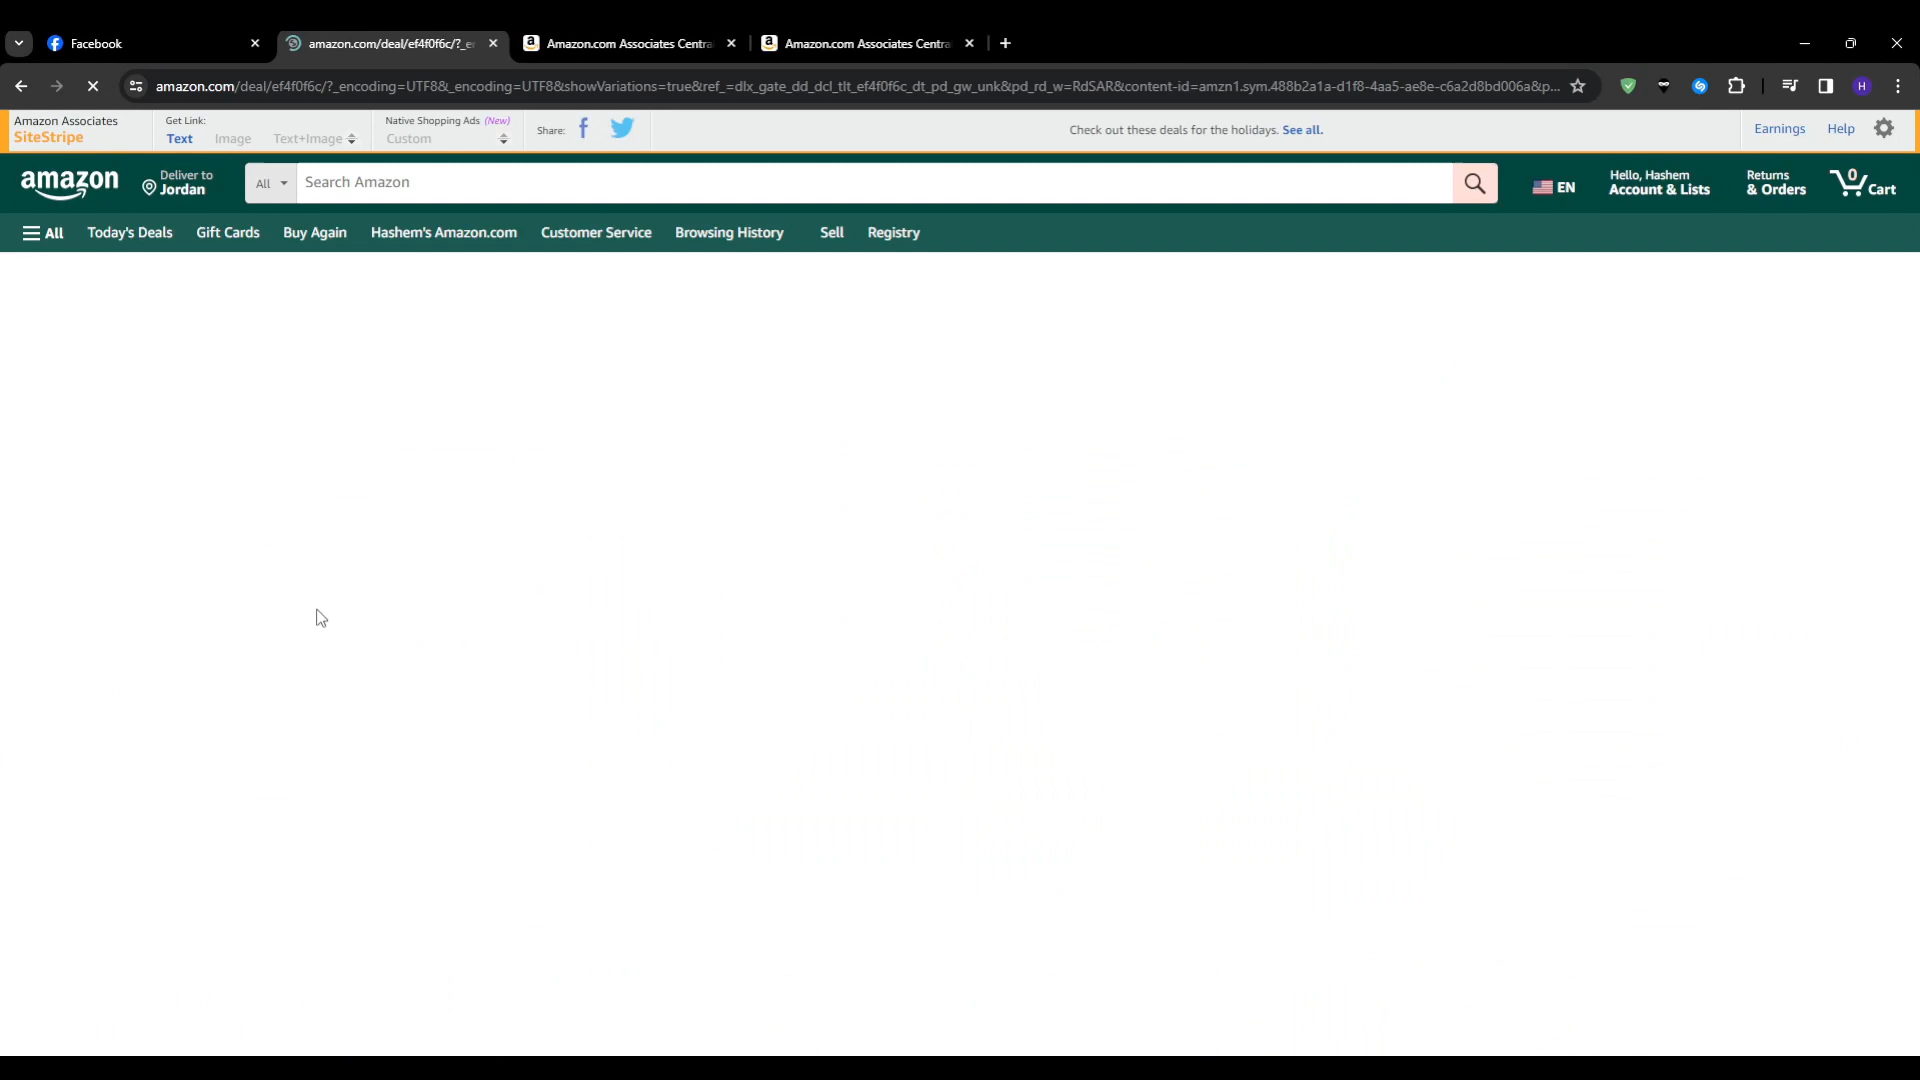 Facebook
amazon.com/deal/ef4f0f6c/?_e
Amazon.com Associates Centra
Amazon.com Associates Centra
amazon.com/deal/ef4f0f6c/?_encoding=UTF8&_encoding=UTF8&showVariations=true&ref_=dlx_gate_dd_dcl_tlt_ef4f0f6c_dt_pd_gw_unk&pd_rd_w=RdSAR&content-id=amzn1.sym.488b2a1a-d1f8-4aa5-ae8e-c6a2d8bd006a&p...
H
Amazon Associates
SiteStripe
Get Link:
Text Image Text+Image
Native Shopping Ads (New)
Custom
Share:
Check out these deals for the holidays. See all.
Earnings
Help
amazon
Deliver to
Jordan
All
Search Amazon
EN
Hello, Hashem
Account & Lists
Returns
& Orders
0
Cart
All
Today's Deals
Gift Cards
Buy Again
Hashem's Amazon.com
Customer Service
Browsing History
Sell
Registry